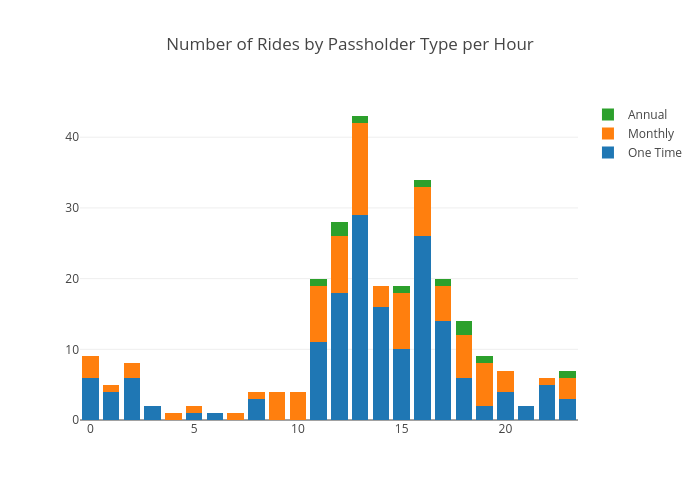 Number of Rides by Passholder Type per Hour
Annual
Monthly
One Time
40
30
20
10
0
0 5 10 15 20